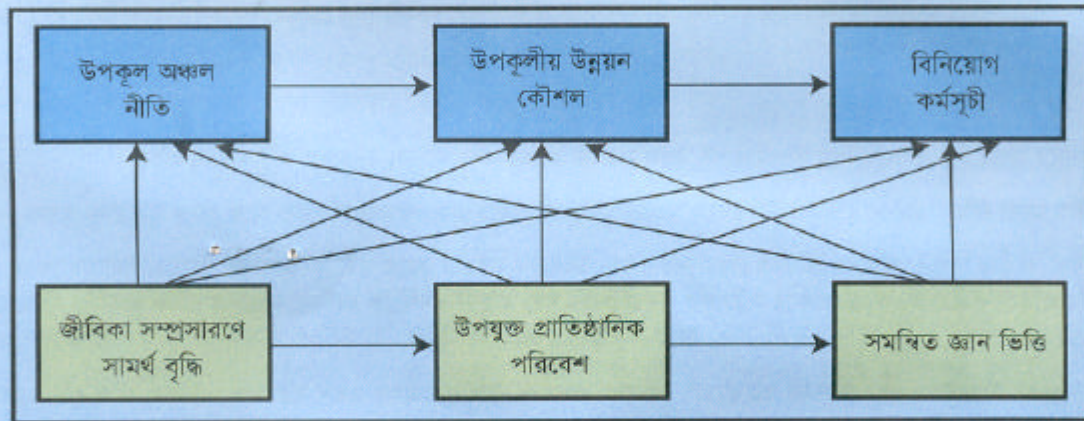 উপকূল অঞ্চল
নীতি
উপকূলীয় উন্নয়ন
কৌশল
বিনিয়োগ
কর্মসূচী
জীবিকা সম্প্রসারণে
সামর্থ বৃদ্ধি
উপযুক্ত প্রাতিষ্ঠানিক
পরিবেশ
সমন্বিত জ্ঞান ভিত্তি